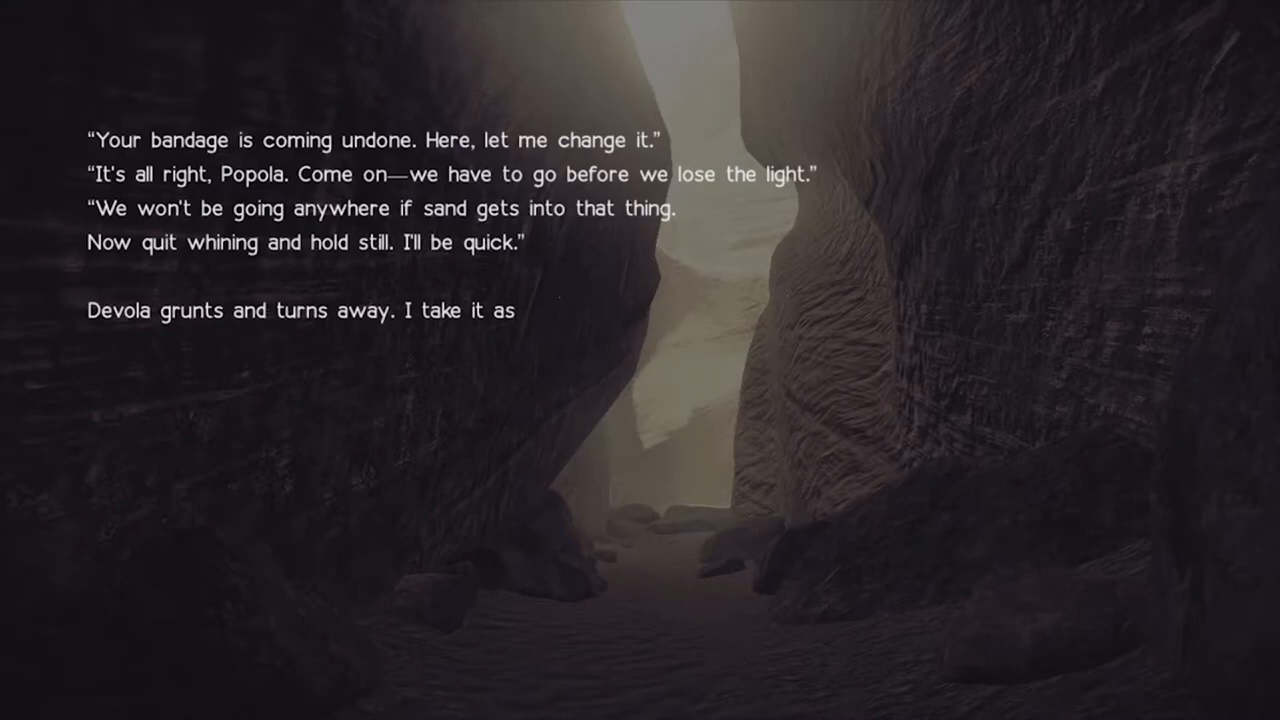 “Your bandage is coming undone. Here, let me change it.”
“It's all right, Popola. Come on—we have to go before we lose the light.”
“We won't be going anywhere if sand gets into that thing.
Now quit whining and hold still. I'll be quick.”
Devola grunts and turns away. I take it as